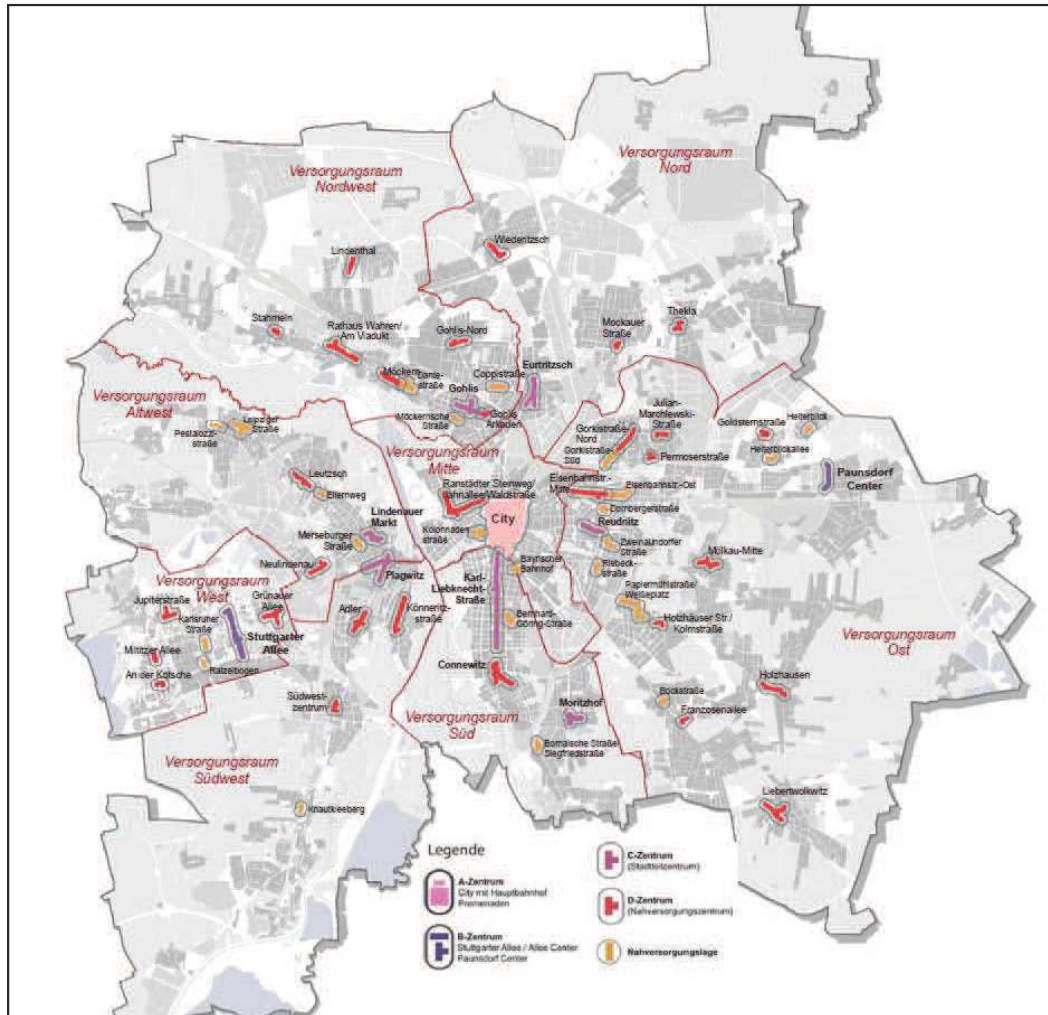 Versorgungsraum
Nordwest
Versorgungsraum
Nord
Wiederitzsch
Lindenthal
Stahmeln
Rathaus Wahren/
Am Viadukt
Gohlis-Nord
Mockauer
Straße
Thekla
Möckern
Dante-
straße
Coppistraße
Eurtritzsch
Gohlis
Möckernsche
Straße
Gohlis
Arkaden
Versorgungsraum
Altwest
Leipziger
Straße
Pestalozzi-
straße
Julian-
Marchlewski-
Straße
Goldsternstraße
Heiterblick
Gorkistraße-
Nord
Gorkistraße-
Süd
Permoserstraße
Heiterblickallee
Paunsdorf
Center
Versorgungsraum
Mitte
Leutzsch
Ellernweg
Ranstädter Steinweg/
Jahnallee/Waldstraße
Eisenbahnstr.-
Mitte
Eisenbahnstr.-Ost
Dornbergerstraße
City
Lindenauer
Markt
Kolonnaden
straße
Reudnitz
Merseburger
Straße
Zweinaundorfer
Straße
Mölkau-Mitte
Neulindenau
Plagwitz
Karl-
Liebknecht-
Straße
Bayrischer
Bahnhof
Riebeck-
straße
Versorgungsraum
West
Grünauer
Allee
Jupiterstraße
Karlsruher
Straße
Stuttgarter
Allee
Adler
Könneritz-
straße
Bernhard-
Göring-Straße
Papiermühlstraße/
Weißeplatz
Holzhäuser Str./
Kolmstraße
Versorgungsraum
Ost
Miltitzer Allee
Ratzelbogen
An der Kotsche
Connewitz
Südwest-
zentrum
Versorgungsraum
Süd
Moritzhof
Bockstraße
Franzosenallee
Holzhausen
Bornaische Straße/
Siegfriedstraße
Versorgungsraum
Südwest
Knautkleeberg
Liebertwolkwitz
Legende
A-Zentrum
City mit Hauptbahnhof
Promenaden
B-Zentrum
Stuttgarter Allee / Allee Center
Paunsdorf Center
C-Zentrum
(Stadtteilzentrum)
D-Zentrum
(Nahversorgungszentrum)
Nahversorgungslage